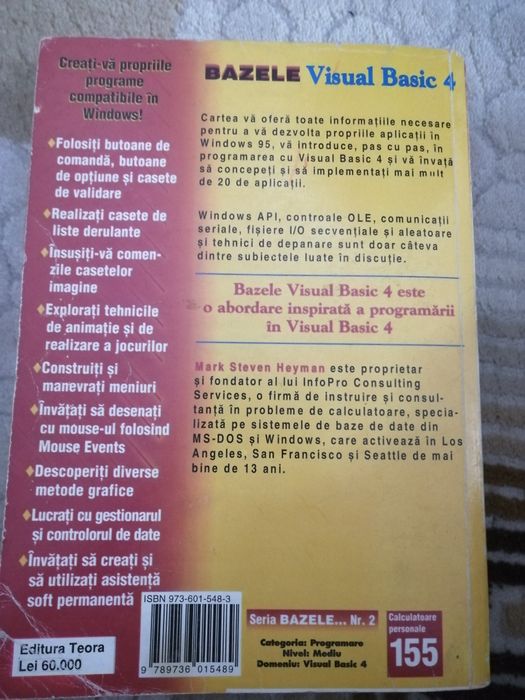 Creați-vă propriile
programe
compatibile în
Windows!
♦Folosiți butoane de
comandă, butoane
de opțiune și casete
de validare
♦Realizați casete de
liste derulante
♦Însușiți-vă comen-
zile casetelor
imagine
♦Explorați tehnicile
de animație și de
realizare a jocurilor
♦Construiți și
manevrați meniuri
♦Învățați să desenați
cu mouse-ul folosind
Mouse Events
♦Descoperiți diverse
metode grafice
♦Lucrați cu gestionarul
și controlorul de date
♦Învățați să creați și
să utilizați asistență
soft permanentă
Editura Teora
Lei 60.000
BAZELE Visual Basic 4
Cartea vă oferă toate informațiile necesare
pentru a vă dezvolta propriile aplicații în
Windows 95, vă introduce, pas cu pas, în
programarea cu Visual Basic 4 și vă învață
să concepeți și să implementați mai mult
de 20 de aplicații.
Windows API, controale OLE, comunicații
seriale, fișiere I/O secvențiale și aleatoare
și tehnici de depanare sunt doar câteva
dintre subiectele luate în discuție.
Bazele Visual Basic 4 este
o abordare inspirată a programării
în Visual Basic 4
Mark Steven Heyman este proprietar
și fondator al lui InfoPro Consulting
Services, o firmă de instruire și consul-
tanță în probleme de calculatoare, specia-
lizată pe sistemele de baze de date din
MS-DOS și Windows, care activează în Los
Angeles, San Francisco și Seattle de mai
bine de 13 ani.
ISBN 973-601-548-3
9 789736 015489
Seria BAZELE... Nr. 2
Categoria: Programare
Nivel: Mediu
Domeniu: Visual Basic 4
Calculatoare
personale
155